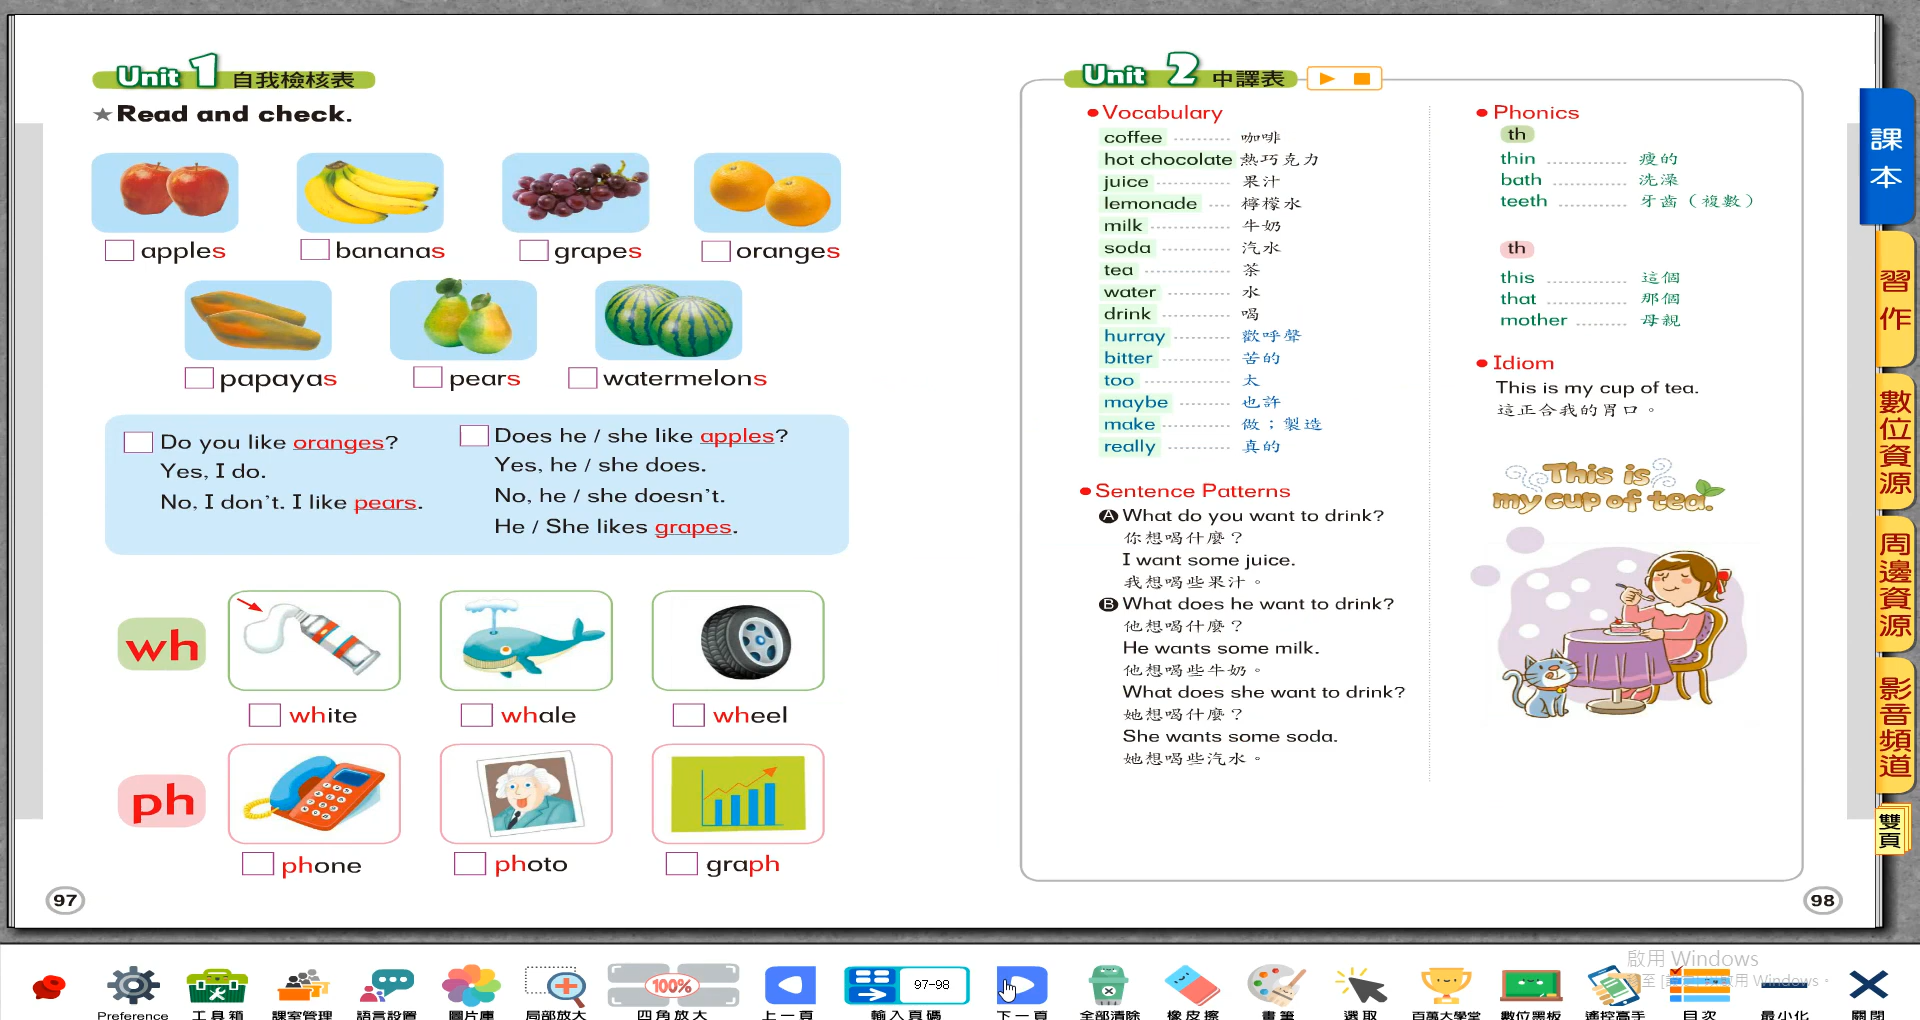 Unit 1 自我檢核表
★Read and check.
apples
bananas
grapes
oranges
papayas
pears
watermelons
Do you like oranges?
Yes, I do.
No, I don't. I like pears.
Does he / she like apples?
Yes, he / she does.
No, he / she doesn't.
He / She likes grapes.
wh
white
whale
wheel
ph
phone
photo
graph
97
Unit 2 中譯表
●Vocabulary
coffee ·········· 咖啡
hot chocolate 熱巧克力
juice ············· 果汁
lemonade ···· 檸檬水
milk ·············· 牛奶
soda ············· 汽水
tea ··············· 茶
water ··········· 水
drink ············ 喝
hurray ·········· 歡呼聲
bitter ············ 苦的
too ··············· 太
maybe ········· 也許
make ··········· 做；製造
really ··········· 真的
●Sentence Patterns
A What do you want to drink?
你想喝什麼？
I want some juice.
我想喝些果汁。
B What does he want to drink?
他想喝什麼？
He wants some milk.
他想喝些牛奶。
What does she want to drink?
她想喝什麼？
She wants some soda.
她想喝些汽水。
●Phonics
th
thin ·············· 瘦的
bath ············· 洗澡
teeth ············ 牙齒（複數）
th
this ·············· 這個
that ·············· 那個
mother ········· 母親
●Idiom
This is my cup of tea.
這正合我的胃口。
This is
my cup of tea.
98
課本
習作
數位資源
周邊資源
影音頻道
雙頁
啟用 Windows
Preference
工具箱
課室管理
語言設置
圖片庫
局部放大
100%
四角放大
上一頁
97-98
輸入頁碼
下一頁
全部清除
橡皮擦
畫筆
選取
百萬大學堂
數位黑板
遙控高手
目次
最小化
關閉